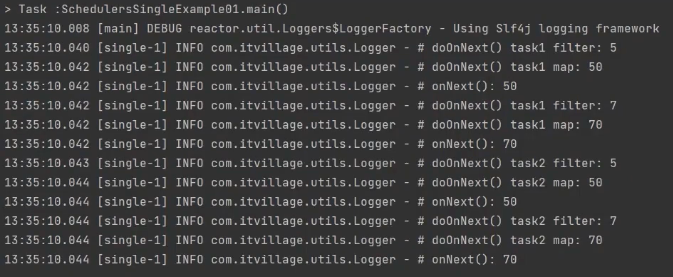 > Task :SchedulersSingleExample01.main()
13:35:10.008 [main] DEBUG reactor.util.Loggers$LoggerFactory - Using Slf4j logging framework
13:35:10.040 [single-1] INFO com.itvillage.utils.Logger - # doOnNext() task1 filter: 5
13:35:10.042 [single-1] INFO com.itvillage.utils.Logger - # doOnNext() task1 map: 50
13:35:10.042 [single-1] INFO com.itvillage.utils.Logger - # onNext(): 50
13:35:10.042 [single-1] INFO com.itvillage.utils.Logger - # doOnNext() task1 filter: 7
13:35:10.042 [single-1] INFO com.itvillage.utils.Logger - # doOnNext() task1 map: 70
13:35:10.042 [single-1] INFO com.itvillage.utils.Logger - # onNext(): 70
13:35:10.043 [single-1] INFO com.itvillage.utils.Logger - # doOnNext() task2 filter: 5
13:35:10.044 [single-1] INFO com.itvillage.utils.Logger - # doOnNext() task2 map: 50
13:35:10.044 [single-1] INFO com.itvillage.utils.Logger - # onNext(): 50
13:35:10.044 [single-1] INFO com.itvillage.utils.Logger - # doOnNext() task2 filter: 7
13:35:10.044 [single-1] INFO com.itvillage.utils.Logger - # doOnNext() task2 map: 70
13:35:10.044 [single-1] INFO com.itvillage.utils.Logger - # onNext(): 70